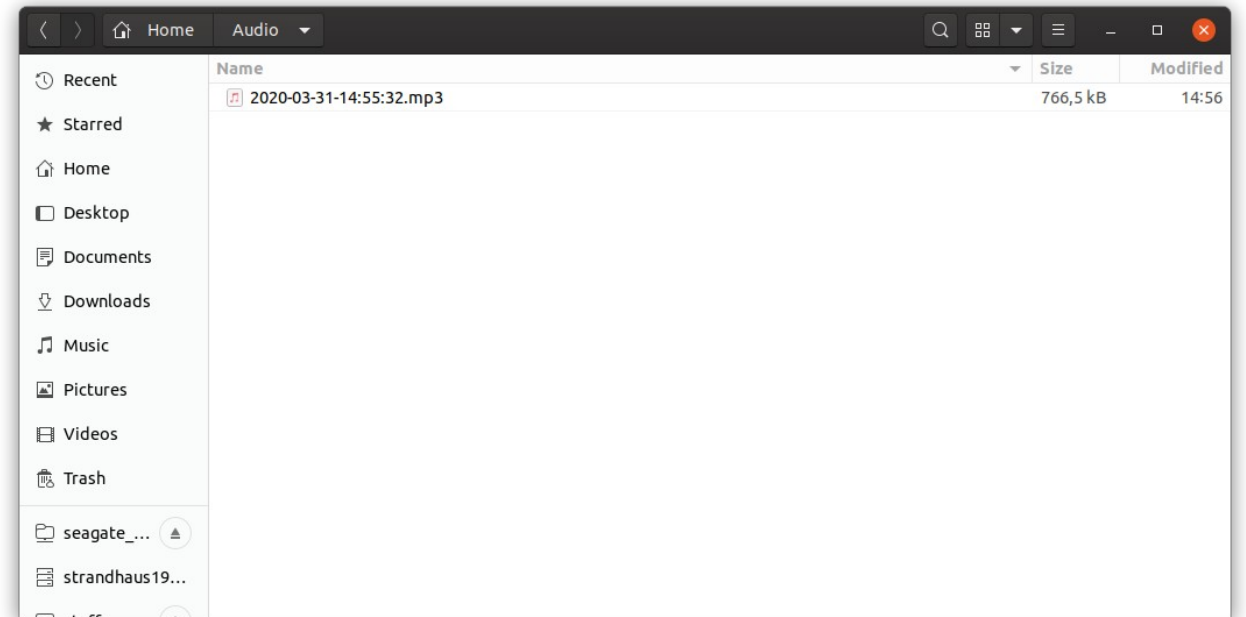 Home Audio
Recent
Starred
Home
Desktop
Documents
Downloads
Music
Pictures
Videos
Trash
seagate_...
strandhaus19...
Name Size Modified
2020-03-31-14:55:32.mp3 766,5 kB 14:56